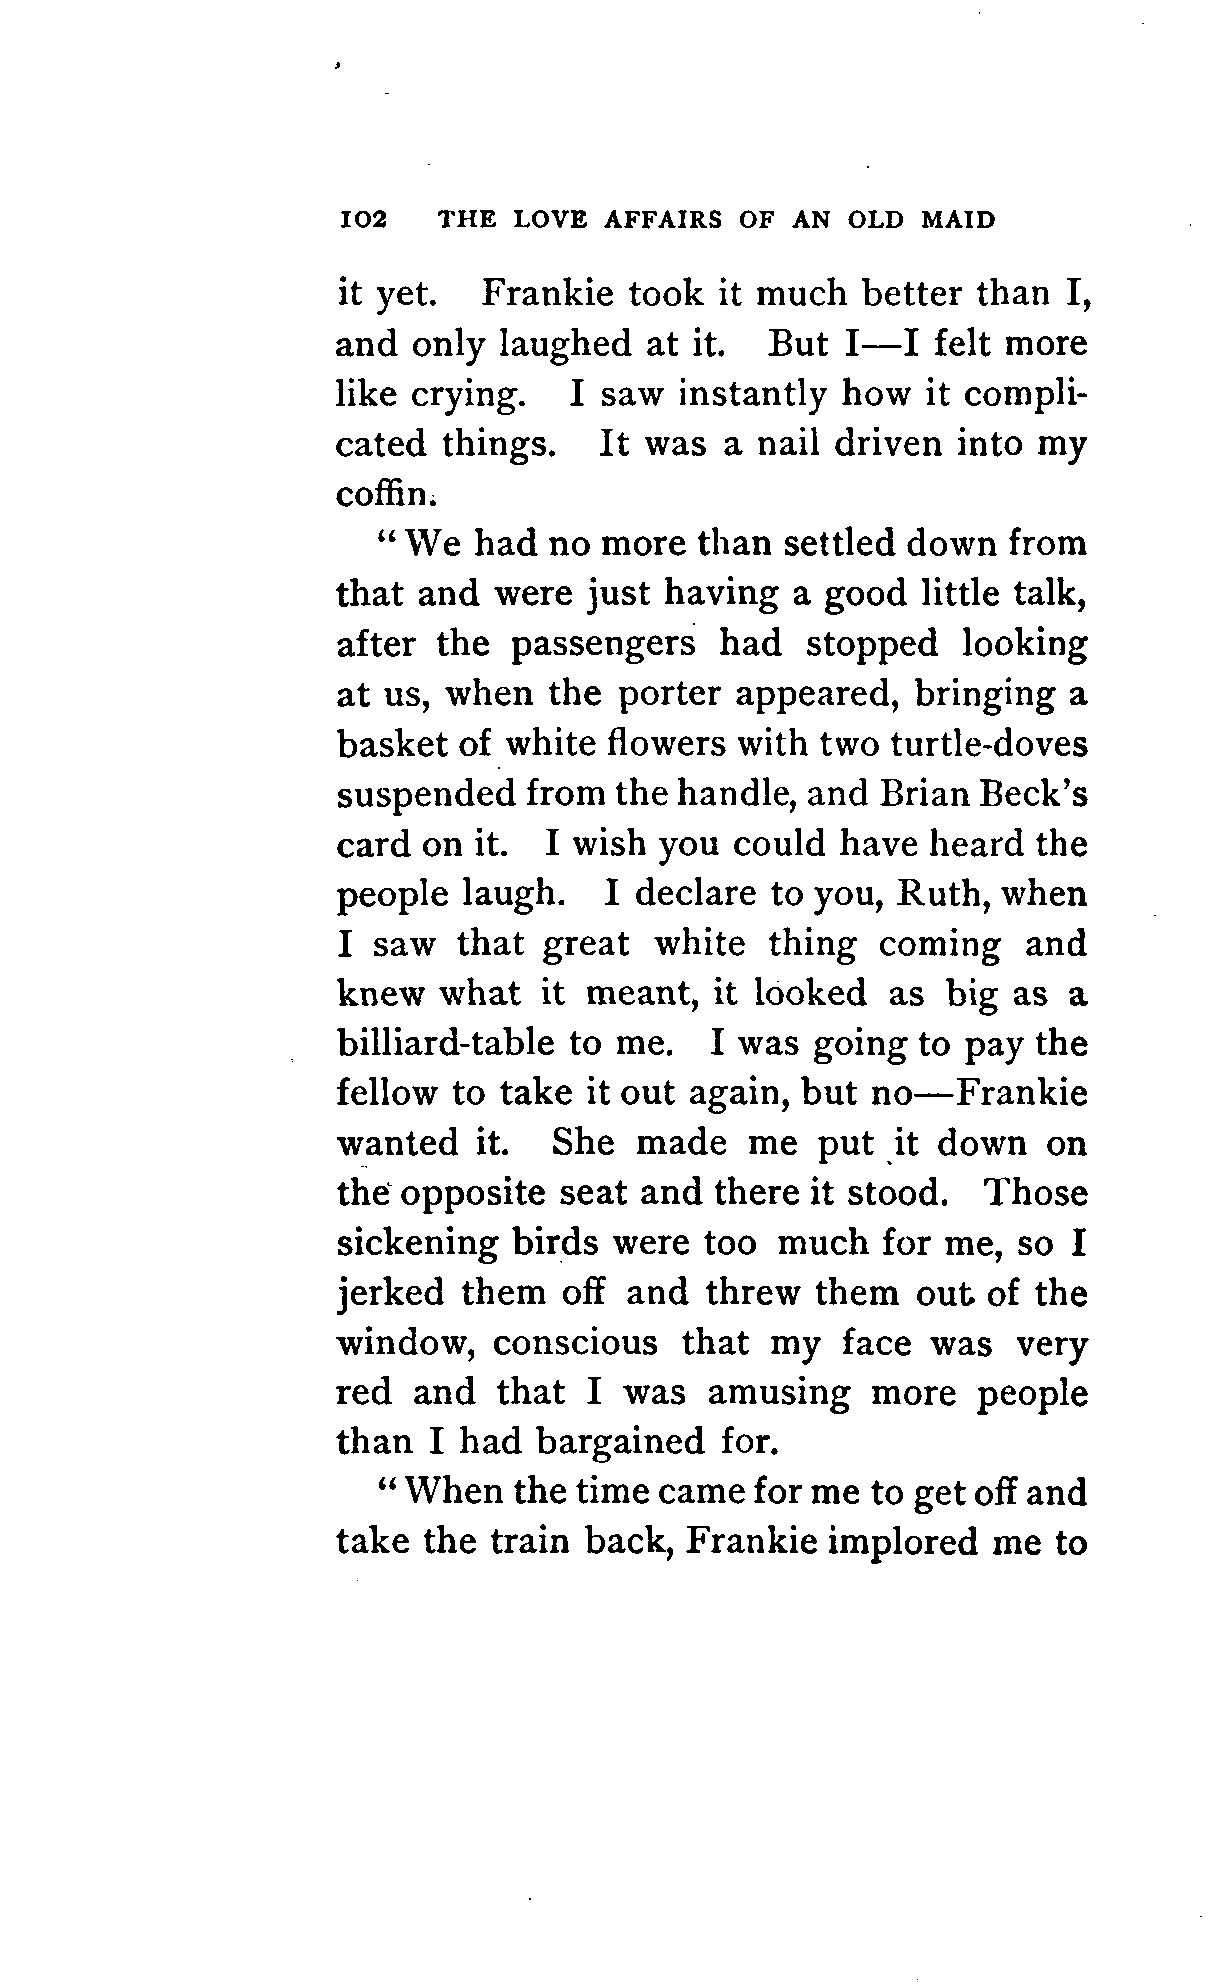 102 THE LOVE AFFAIRS OF AN OLD MAID
it yet. Frankie took it much better than I,
and only laughed at it. But I—I felt more
like crying. I saw instantly how it compli-
cated things. It was a nail driven into my
coffin.
“We had no more than settled down from
that and were just having a good little talk,
after the passengers had stopped looking
at us, when the porter appeared, bringing a
basket of white flowers with two turtle-doves
suspended from the handle, and Brian Beck's
card on it. I wish you could have heard the
people laugh. I declare to you, Ruth, when
I saw that great white thing coming and
knew what it meant, it looked as big as a
billiard-table to me. I was going to pay the
fellow to take it out again, but no—Frankie
wanted it. She made me put it down on
the opposite seat and there it stood. Those
sickening birds were too much for me, so I
jerked them off and threw them out of the
window, conscious that my face was very
red and that I was amusing more people
than I had bargained for.
“When the time came for me to get off and
take the train back, Frankie implored me to